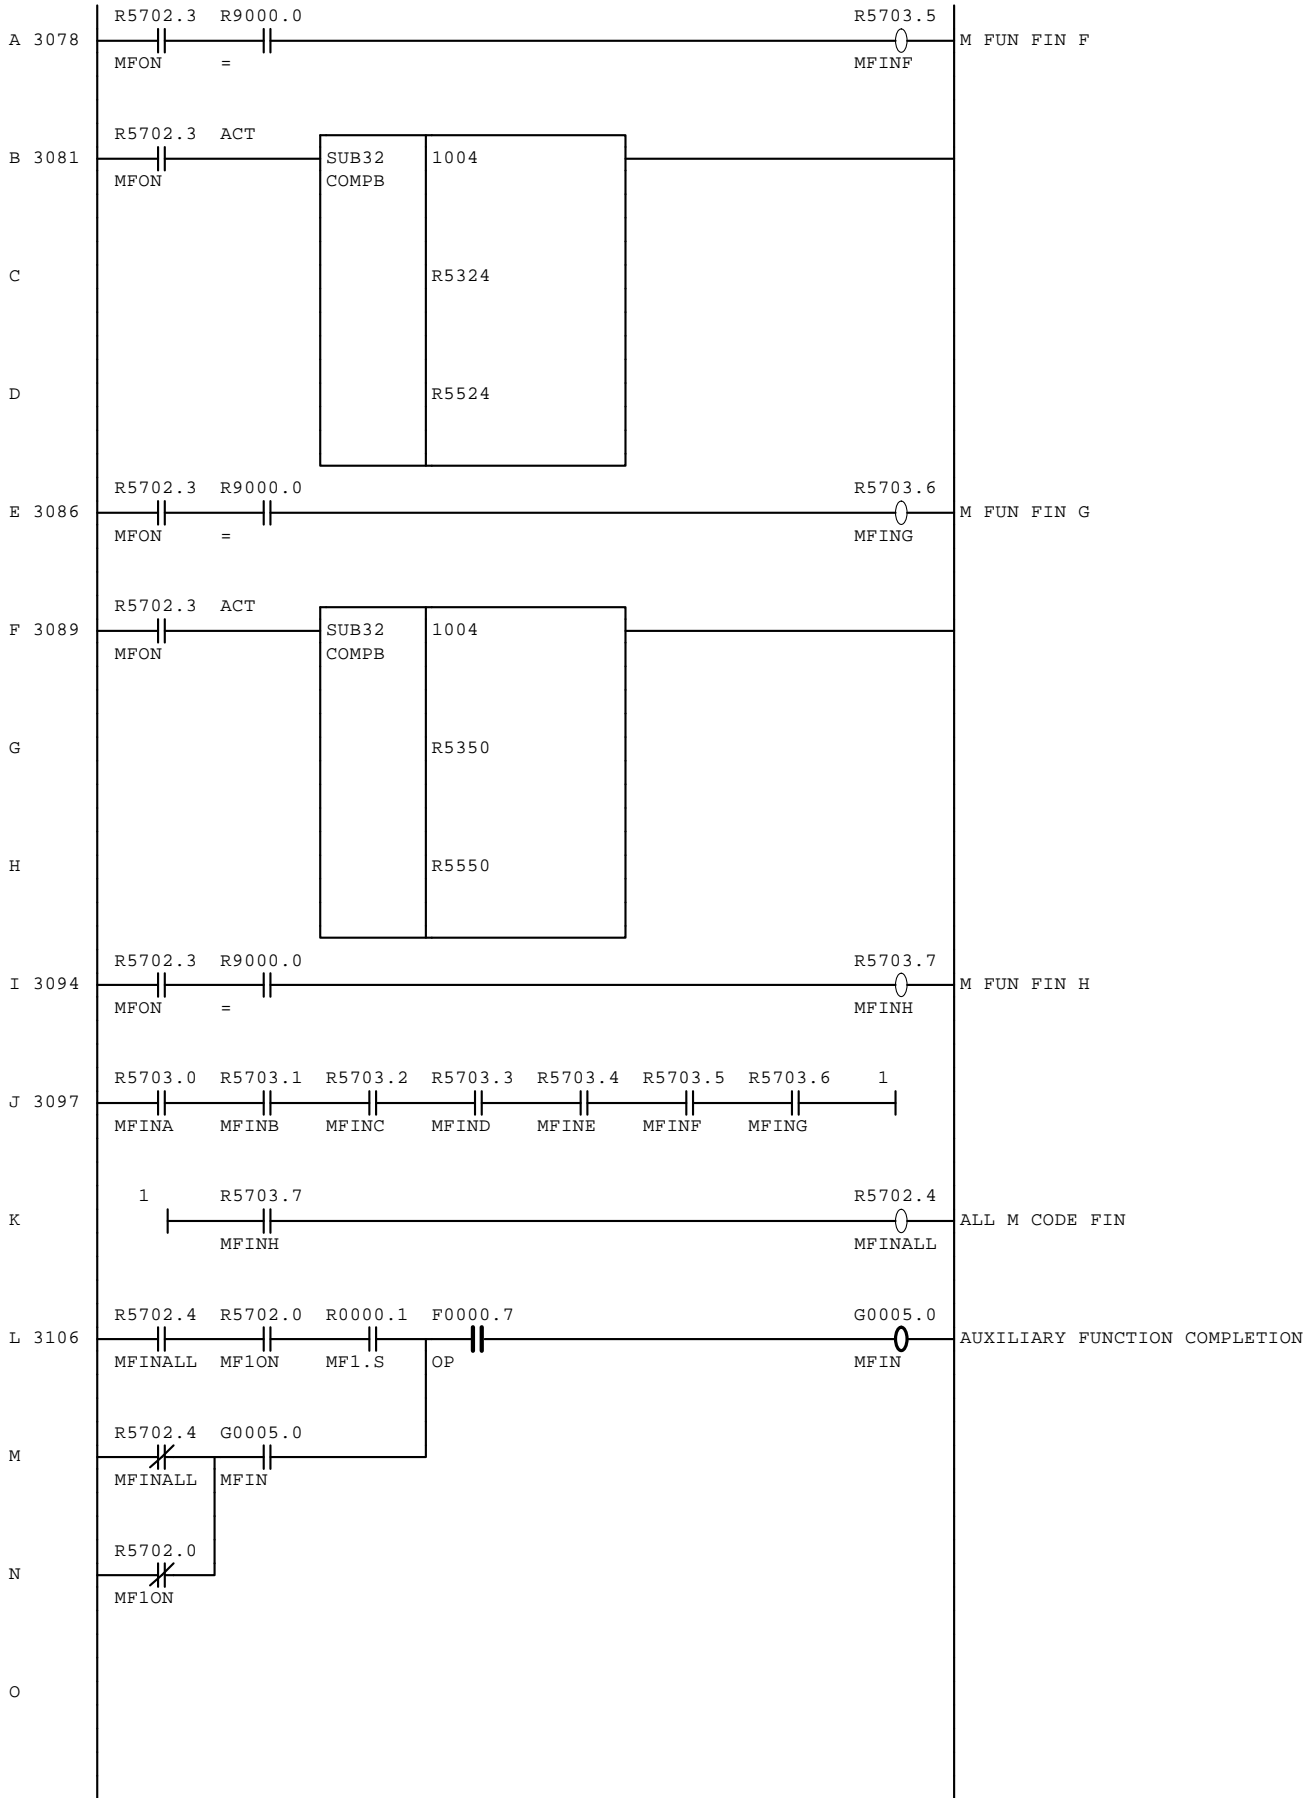 R5702.3 R9000.0 R5703.5
A 3078 M FUN FIN F
MFON = MFINF
R5702.3 ACT
B 3081 SUB32 1004
MFON COMPB
C R5324
D R5524
R5702.3 R9000.0 R5703.6
E 3086 M FUN FIN G
MFON = MFING
R5702.3 ACT
F 3089 SUB32 1004
MFON COMPB
G R5350
H R5550
R5702.3 R9000.0 R5703.7
I 3094 M FUN FIN H
MFON = MFINH
R5703.0 R5703.1 R5703.2 R5703.3 R5703.4 R5703.5 R5703.6 1
J 3097
MFINA MFINB MFINC MFIND MFINE MFINF MFING
1 R5703.7 R5702.4
K ALL M CODE FIN
MFINH MFINALL
R5702.4 R5702.0 R0000.1 F0000.7 G0005.0
L 3106 AUXILIARY FUNCTION COMPLETION
MFINALL MF1ON MF1.S OP MFIN
R5702.4 G0005.0
M
MFINALL MFIN
R5702.0
N
MF1ON
O